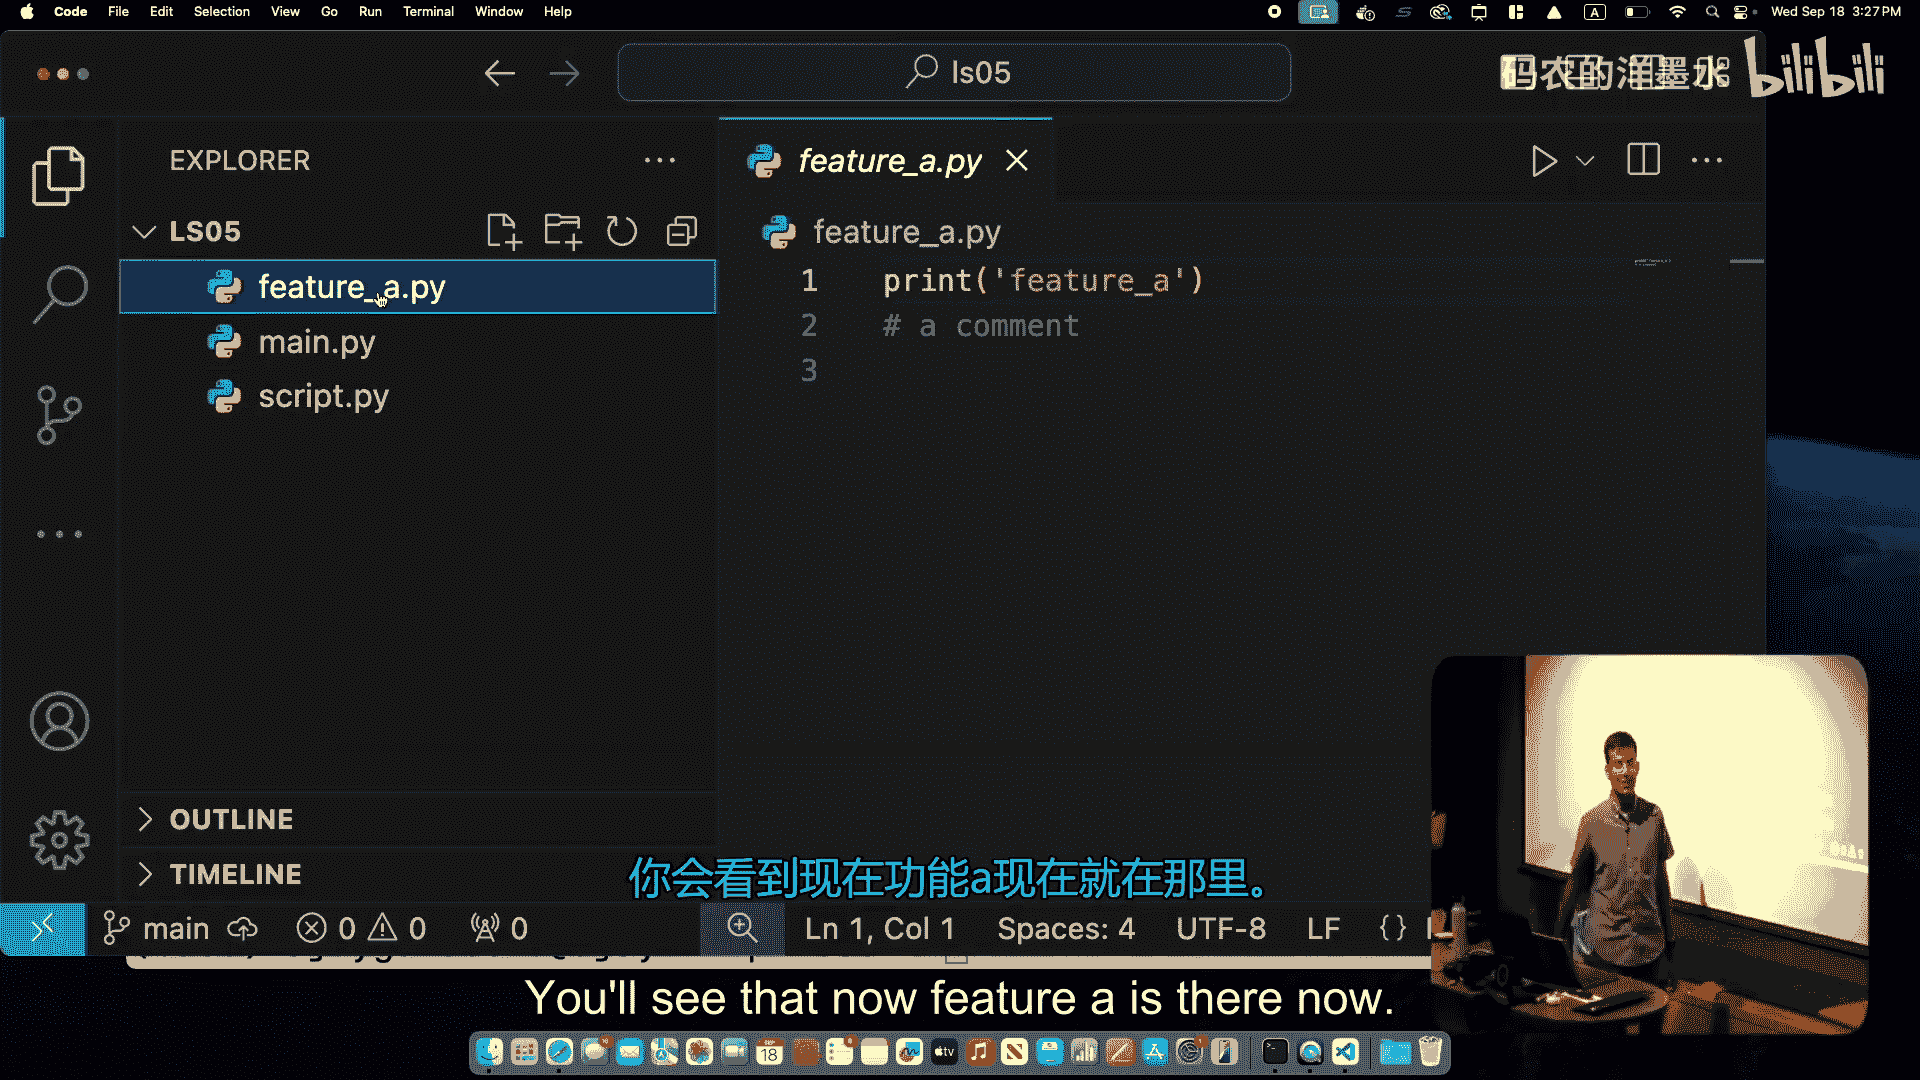 Code File Edit Selection View Go Run Terminal Window Help
A Wed Sep 18 3:27 PM
ls05
码农的洋墨水 bilibili
EXPLORER
LS05
feature_a.py
main.py
script.py
OUTLINE
TIMELINE
feature_a.py
feature_a.py
1 print('feature_a')
2 # a comment
3
你会看到现在功能a现在就在那里。
main 0 0 0 Ln 1, Col 1 Spaces: 4 UTF-8 LF {}
You'll see that now feature a is there now.
18
tv